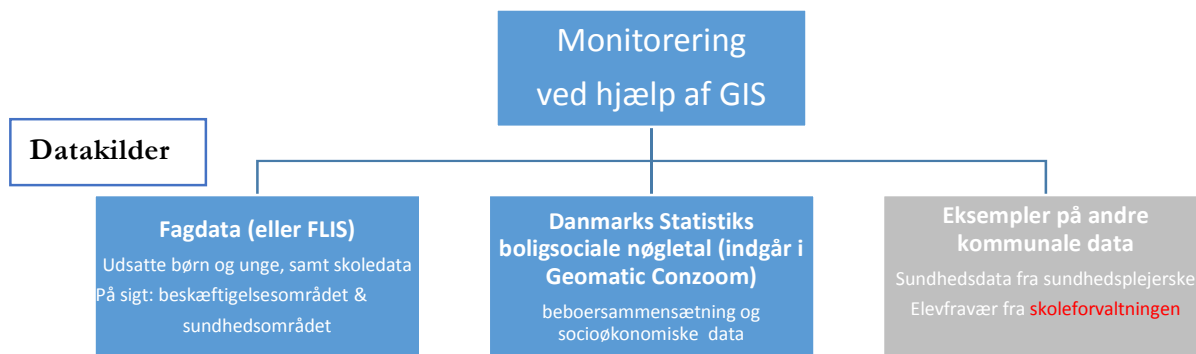 Monitorering
ved hjælp af GIS
Datakilder
Fagdata (eller FLIS)
Udsatte børn og unge, samt skoledata
På sigt: beskæftigelsesområdet &
sundhedsområdet
Danmarks Statistiks
boligsociale nøgletal (indgår i
Geomatic Conzoom)
beboersammensætning og
socioøkonomiske data
Eksempler på andre
kommunale data
Sundhedsdata fra sundhedsplejerske
Elevfravær fra skoleforvaltningen